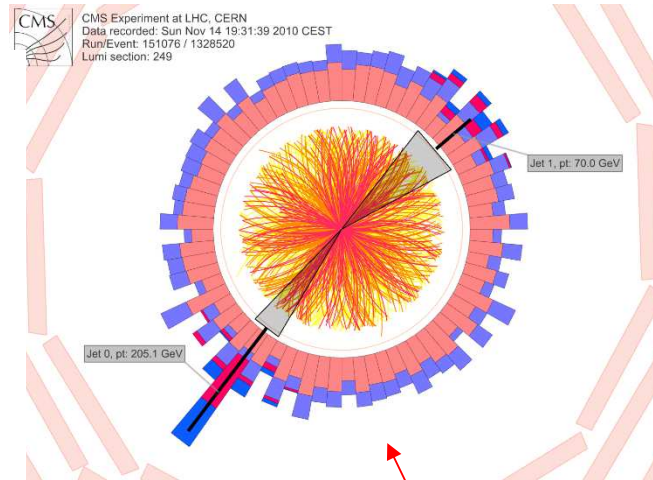 CMS
CMS Experiment at LHC, CERN
Data recorded: Sun Nov 14 19:31:39 2010 CEST
Run/Event: 151076 / 1328520
Lumi section: 249
Jet 1, pt: 70.0 GeV
Jet 0, pt: 205.1 GeV